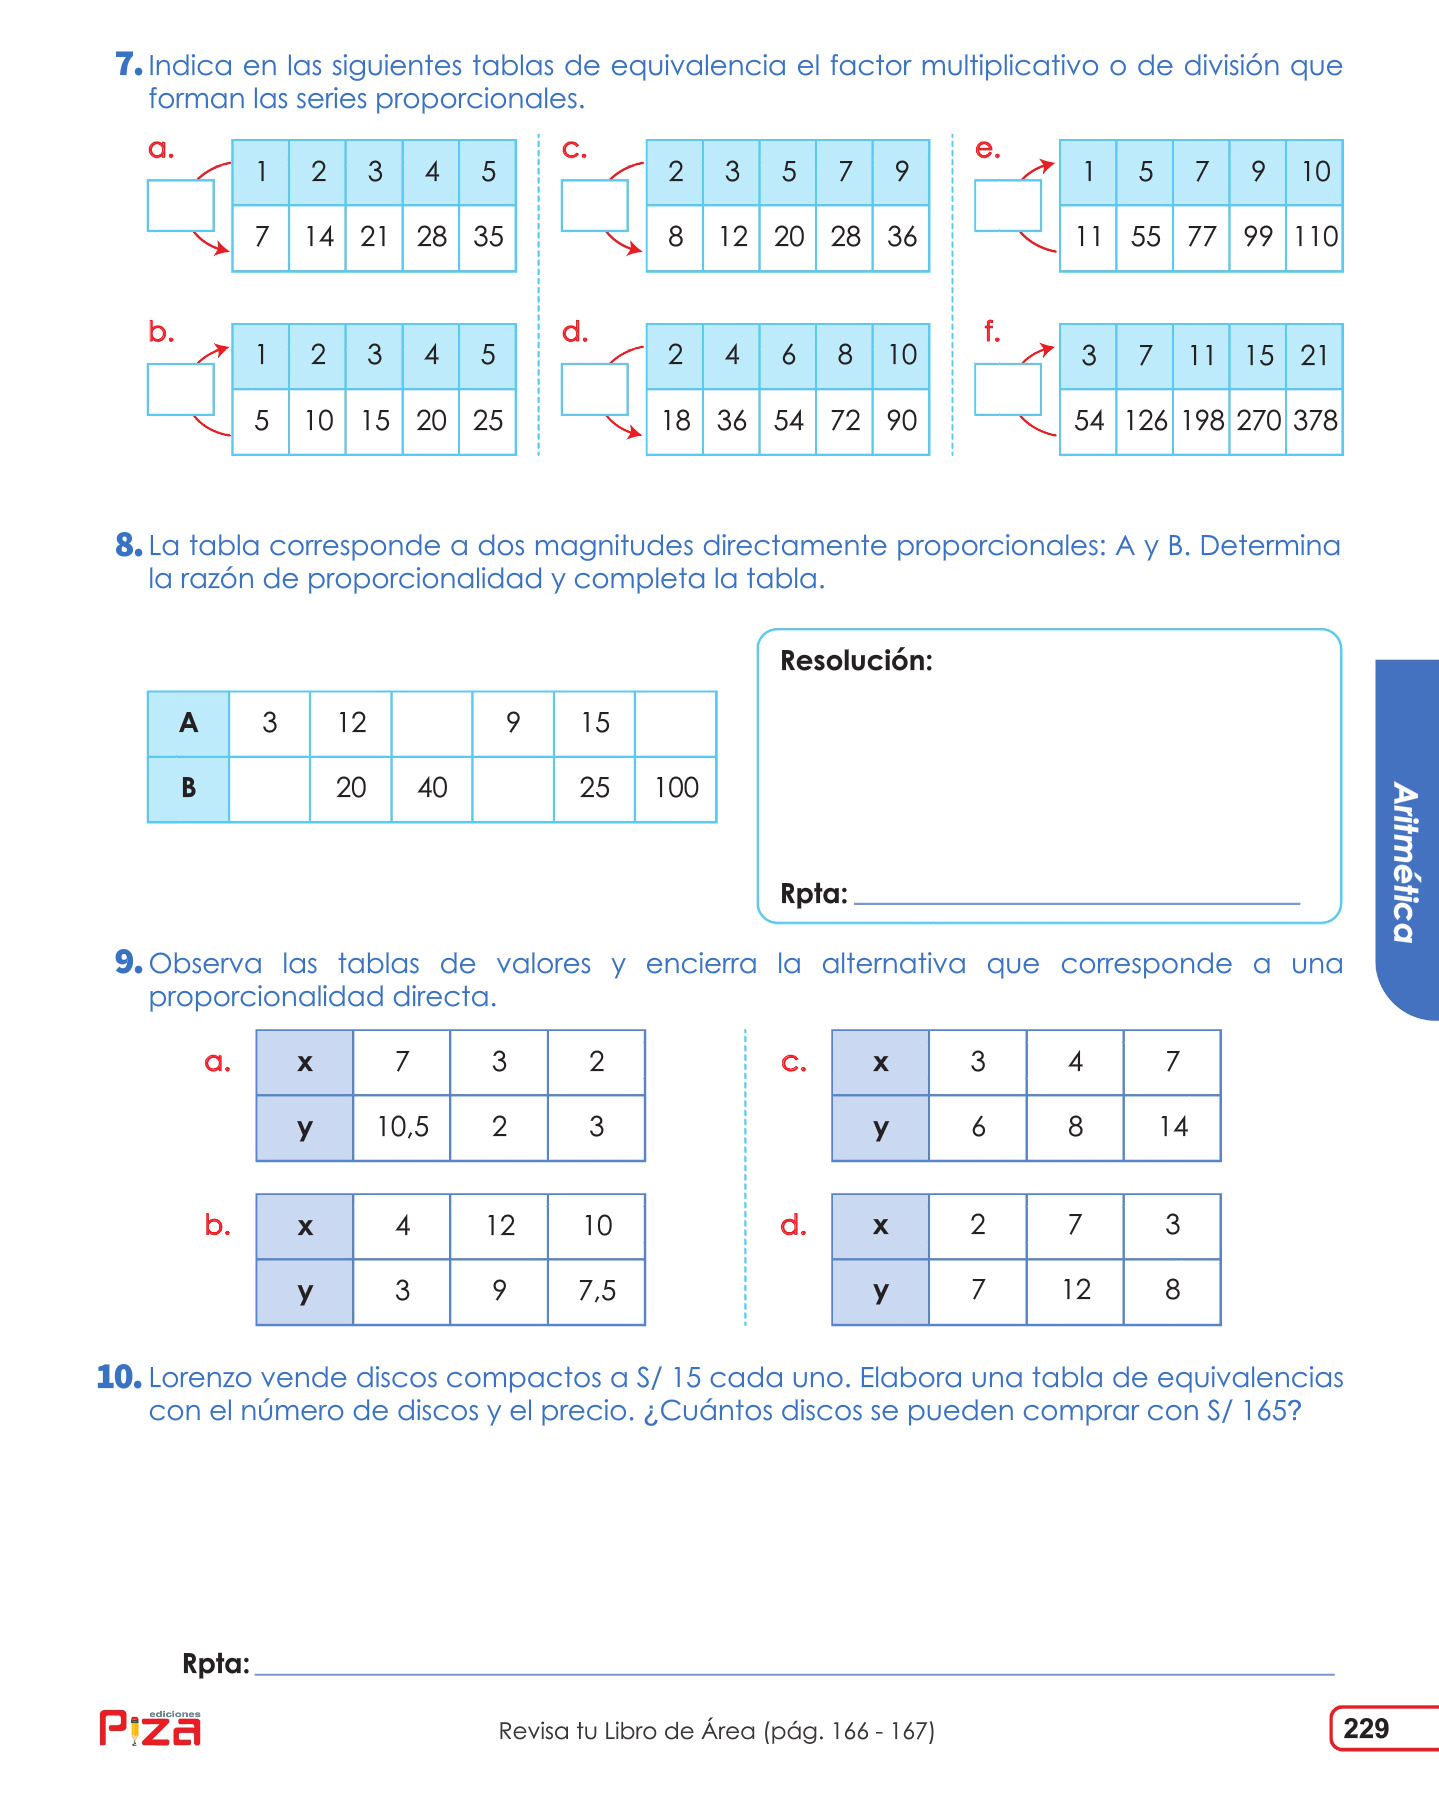 7. Indica en las siguientes tablas de equivalencia el factor multiplicativo o de división que
forman las series proporcionales.
a.
1 2 3 4 5
7 14 21 28 35
c.
2 3 5 7 9
8 12 20 28 36
e.
1 5 7 9 10
11 55 77 99 110
b.
1 2 3 4 5
5 10 15 20 25
d.
2 4 6 8 10
18 36 54 72 90
f.
3 7 11 15 21
54 126 198 270 378
8. La tabla corresponde a dos magnitudes directamente proporcionales: A y B. Determina
la razón de proporcionalidad y completa la tabla.
A 3 12 9 15
B 20 40 25 100
Resolución:
Rpta:
Aritmética
9. Observa las tablas de valores y encierra la alternativa que corresponde a una
proporcionalidad directa.
a.
x 7 3 2
y 10,5 2 3
c.
x 3 4 7
y 6 8 14
b.
x 4 12 10
y 3 9 7,5
d.
x 2 7 3
y 7 12 8
10. Lorenzo vende discos compactos a S/ 15 cada uno. Elabora una tabla de equivalencias
con el número de discos y el precio. ¿Cuántos discos se pueden comprar con S/ 165?
Rpta:
ediciones
Piza
Revisa tu Libro de Área (pág. 166 - 167)
229